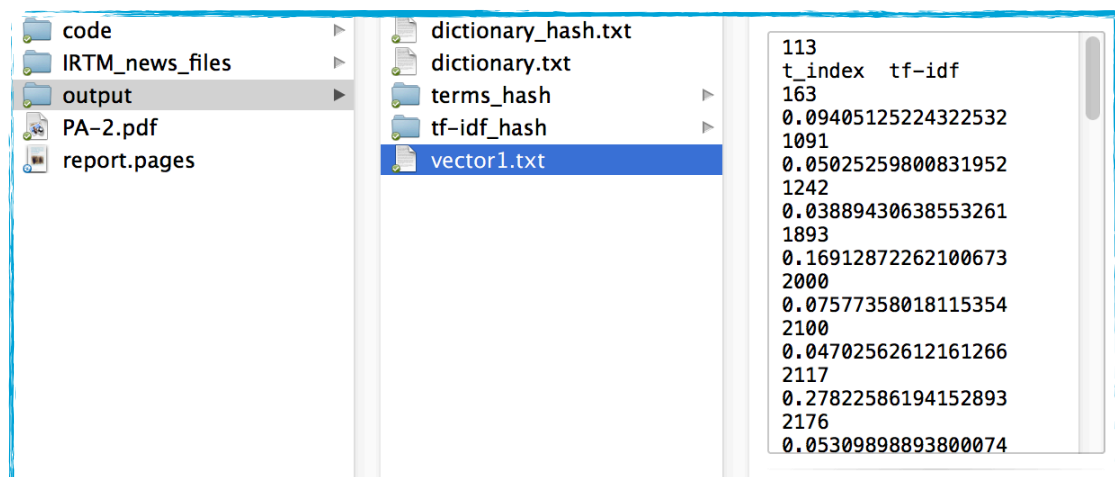 code
IRTM_news_files
output
PA-2.pdf
report.pages
dictionary_hash.txt
dictionary.txt
terms_hash
tf-idf_hash
vector1.txt
113
t_index  tf-idf
163
0.09405125224322532
1091
0.05025259800831952
1242
0.03889430638553261
1893
0.16912872262100673
2000
0.07577358018115354
2100
0.04702562612161266
2117
0.27822586194152893
2176
0.05309898893800074